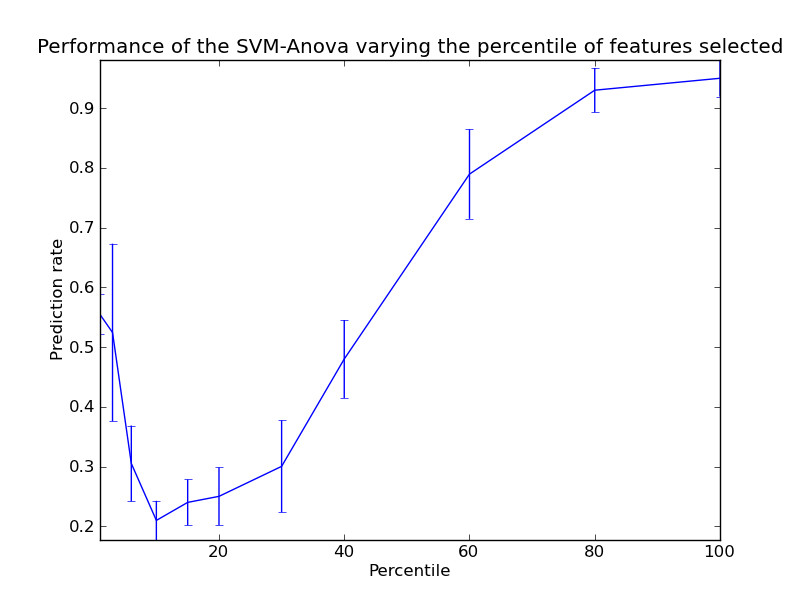 Performance of the SVM-Anova varying the percentile of features selected
0.9
0.8
0.7
0.6
0.5
0.4
0.3
0.2
Prediction rate
20 40 60 80 100
Percentile